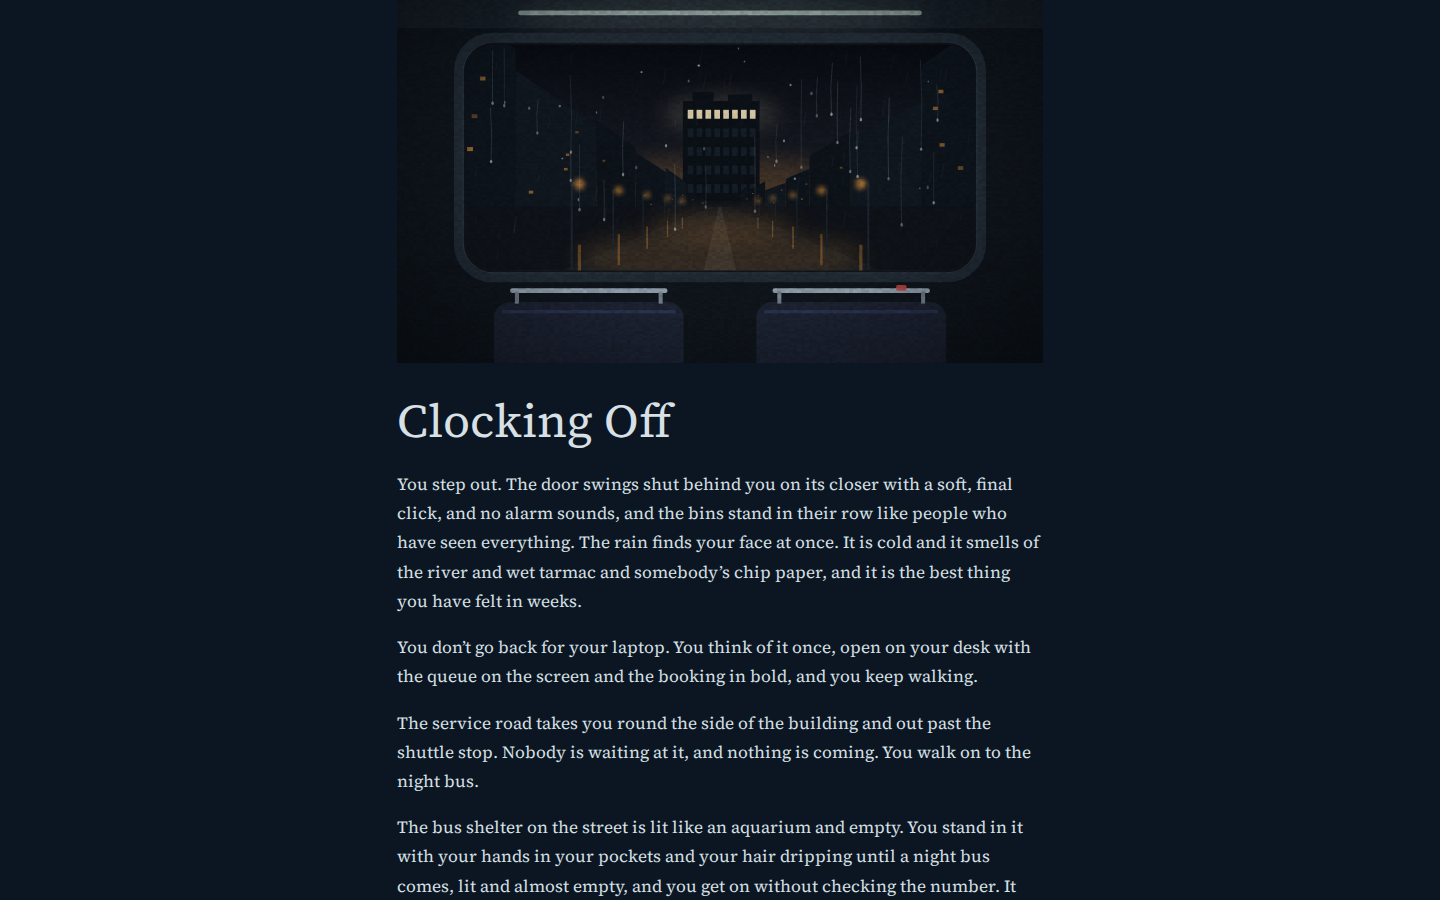 Clocking Off
You step out. The door swings shut behind you on its closer with a soft, final
click, and no alarm sounds, and the bins stand in their row like people who
have seen everything. The rain finds your face at once. It is cold and it smells of
the river and wet tarmac and somebody’s chip paper, and it is the best thing
you have felt in weeks.
You don’t go back for your laptop. You think of it once, open on your desk with
the queue on the screen and the booking in bold, and you keep walking.
The service road takes you round the side of the building and out past the
shuttle stop. Nobody is waiting at it, and nothing is coming. You walk on to the
night bus.
The bus shelter on the street is lit like an aquarium and empty. You stand in it
with your hands in your pockets and your hair dripping until a night bus
comes, lit and almost empty, and you get on without checking the number. It